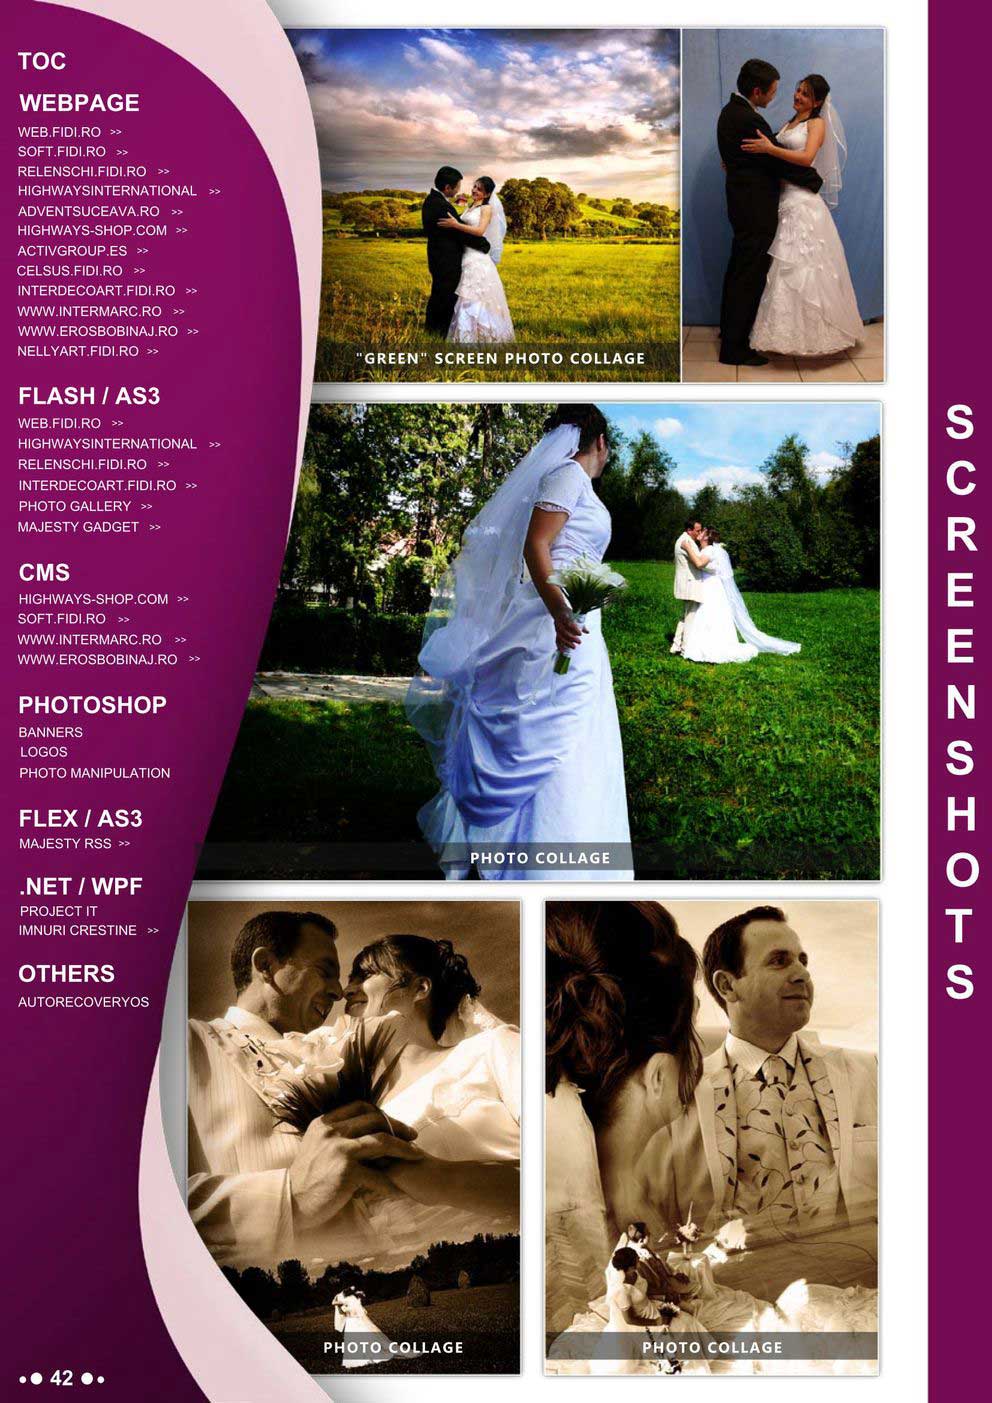 TOC
WEBPAGE
WEB.FIDI.RO >>
SOFT.FIDI.RO >>
RELENSCHI.FIDI.RO >>
HIGHWAYSINTERNATIONAL >>
ADVENTSUCEAVA.RO >>
HIGHWAYS-SHOP.COM >>
ACTIVGROUP.ES >>
CELSUS.FIDI.RO >>
INTERDECOART.FIDI.RO >>
WWW.INTERMARC.RO >>
WWW.EROSBOBINAJ.RO >>
NELLYART.FIDI.RO >>
FLASH / AS3
WEB.FIDI.RO >>
HIGHWAYSINTERNATIONAL >>
RELENSCHI.FIDI.RO >>
INTERDECOART.FIDI.RO >>
PHOTO GALLERY >>
MAJESTY GADGET >>
CMS
HIGHWAYS-SHOP.COM >>
SOFT.FIDI.RO >>
WWW.INTERMARC.RO >>
WWW.EROSBOBINAJ.RO >>
PHOTOSHOP
BANNERS
LOGOS
PHOTO MANIPULATION
FLEX / AS3
MAJESTY RSS >>
.NET / WPF
PROJECT IT
IMNURI CRESTINE >>
OTHERS
AUTORECOVERYOS
42
"GREEN" SCREEN PHOTO COLLAGE
PHOTO COLLAGE
PHOTO COLLAGE
PHOTO COLLAGE
SCREENSHOTS